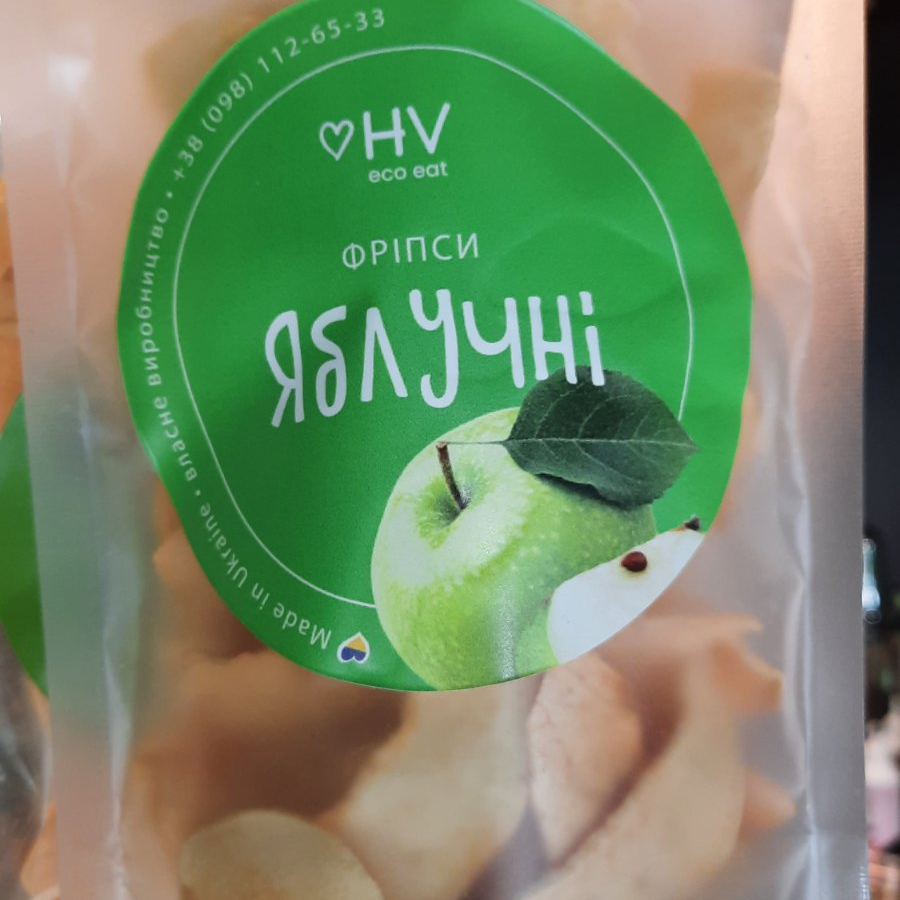 HV
eco eat
ФРІПСИ
Яблучні
Made in Ukraine • власне виробництво • +38 (098) 112-65-33